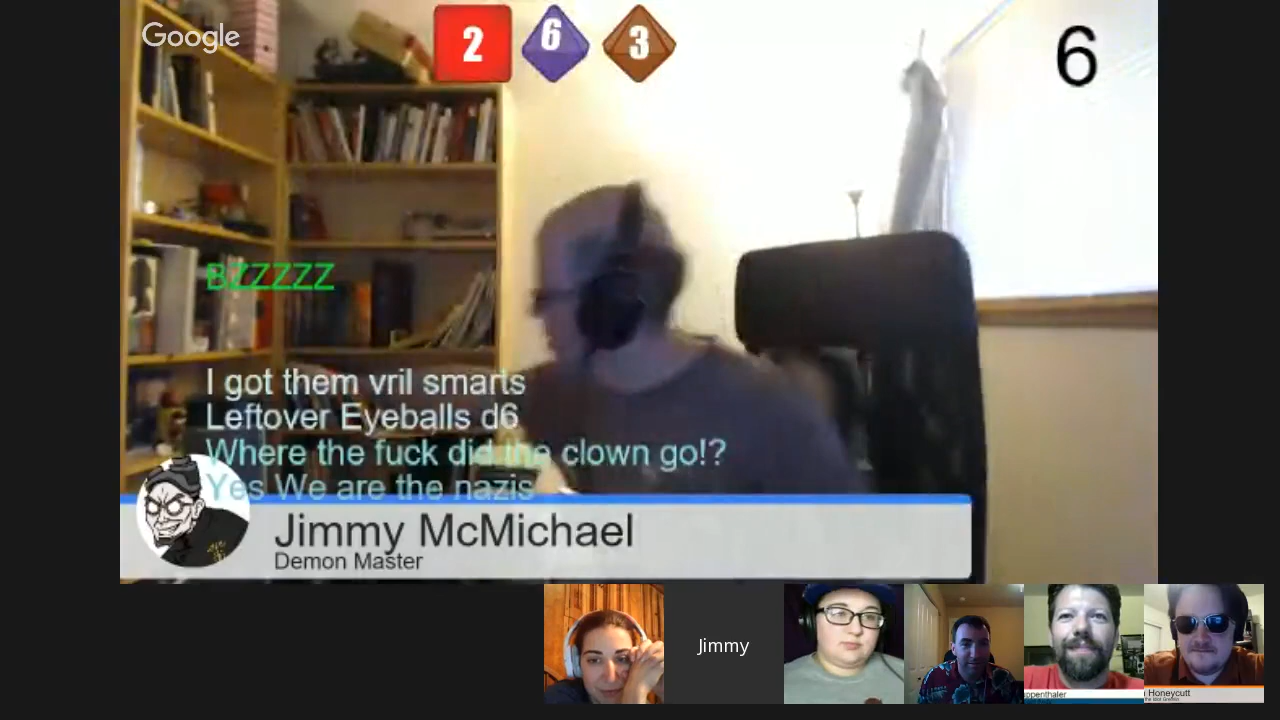 Google
2
6
3
6
BZZZZZ
I got them vril smarts
Leftover Eyeballs d6
Where the fuck did the clown go!?
Yes We are the nazis
Jimmy McMichael
Demon Master
Jimmy
uppenthaler
Honeycutt